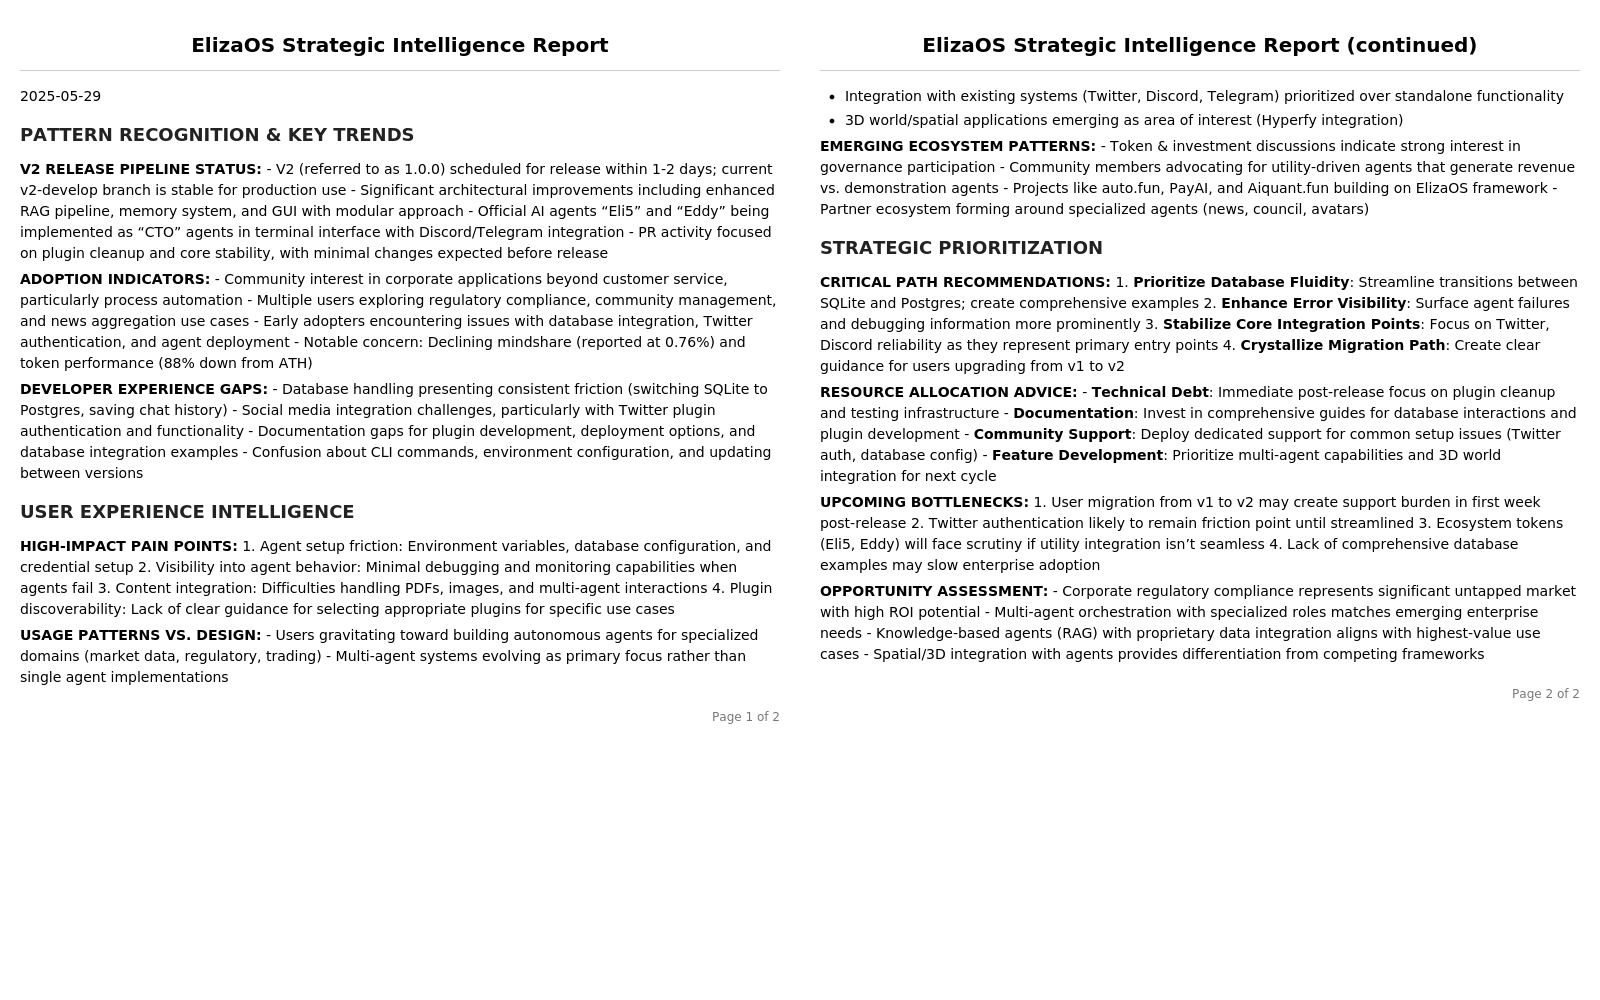 ElizaOS Strategic Intelligence Report
2025-05-29
PATTERN RECOGNITION & KEY TRENDS
V2 RELEASE PIPELINE STATUS: - V2 (referred to as 1.0.0) scheduled for release within 1-2 days; current
v2-develop branch is stable for production use - Significant architectural improvements including enhanced
RAG pipeline, memory system, and GUI with modular approach - Official AI agents “Eli5” and “Eddy” being
implemented as “CTO” agents in terminal interface with Discord/Telegram integration - PR activity focused
on plugin cleanup and core stability, with minimal changes expected before release
ADOPTION INDICATORS: - Community interest in corporate applications beyond customer service,
particularly process automation - Multiple users exploring regulatory compliance, community management,
and news aggregation use cases - Early adopters encountering issues with database integration, Twitter
authentication, and agent deployment - Notable concern: Declining mindshare (reported at 0.76%) and
token performance (88% down from ATH)
DEVELOPER EXPERIENCE GAPS: - Database handling presenting consistent friction (switching SQLite to
Postgres, saving chat history) - Social media integration challenges, particularly with Twitter plugin
authentication and functionality - Documentation gaps for plugin development, deployment options, and
database integration examples - Confusion about CLI commands, environment configuration, and updating
between versions
USER EXPERIENCE INTELLIGENCE
HIGH-IMPACT PAIN POINTS: 1. Agent setup friction: Environment variables, database configuration, and
credential setup 2. Visibility into agent behavior: Minimal debugging and monitoring capabilities when
agents fail 3. Content integration: Difficulties handling PDFs, images, and multi-agent interactions 4. Plugin
discoverability: Lack of clear guidance for selecting appropriate plugins for specific use cases
USAGE PATTERNS VS. DESIGN: - Users gravitating toward building autonomous agents for specialized
domains (market data, regulatory, trading) - Multi-agent systems evolving as primary focus rather than
single agent implementations
Page 1 of 2
ElizaOS Strategic Intelligence Report (continued)
• Integration with existing systems (Twitter, Discord, Telegram) prioritized over standalone functionality
• 3D world/spatial applications emerging as area of interest (Hyperfy integration)
EMERGING ECOSYSTEM PATTERNS: - Token & investment discussions indicate strong interest in
governance participation - Community members advocating for utility-driven agents that generate revenue
vs. demonstration agents - Projects like auto.fun, PayAI, and Aiquant.fun building on ElizaOS framework -
Partner ecosystem forming around specialized agents (news, council, avatars)
STRATEGIC PRIORITIZATION
CRITICAL PATH RECOMMENDATIONS: 1. Prioritize Database Fluidity: Streamline transitions between
SQLite and Postgres; create comprehensive examples 2. Enhance Error Visibility: Surface agent failures
and debugging information more prominently 3. Stabilize Core Integration Points: Focus on Twitter,
Discord reliability as they represent primary entry points 4. Crystallize Migration Path: Create clear
guidance for users upgrading from v1 to v2
RESOURCE ALLOCATION ADVICE: - Technical Debt: Immediate post-release focus on plugin cleanup
and testing infrastructure - Documentation: Invest in comprehensive guides for database interactions and
plugin development - Community Support: Deploy dedicated support for common setup issues (Twitter
auth, database config) - Feature Development: Prioritize multi-agent capabilities and 3D world
integration for next cycle
UPCOMING BOTTLENECKS: 1. User migration from v1 to v2 may create support burden in first week
post-release 2. Twitter authentication likely to remain friction point until streamlined 3. Ecosystem tokens
(Eli5, Eddy) will face scrutiny if utility integration isn’t seamless 4. Lack of comprehensive database
examples may slow enterprise adoption
OPPORTUNITY ASSESSMENT: - Corporate regulatory compliance represents significant untapped market
with high ROI potential - Multi-agent orchestration with specialized roles matches emerging enterprise
needs - Knowledge-based agents (RAG) with proprietary data integration aligns with highest-value use
cases - Spatial/3D integration with agents provides differentiation from competing frameworks
Page 2 of 2